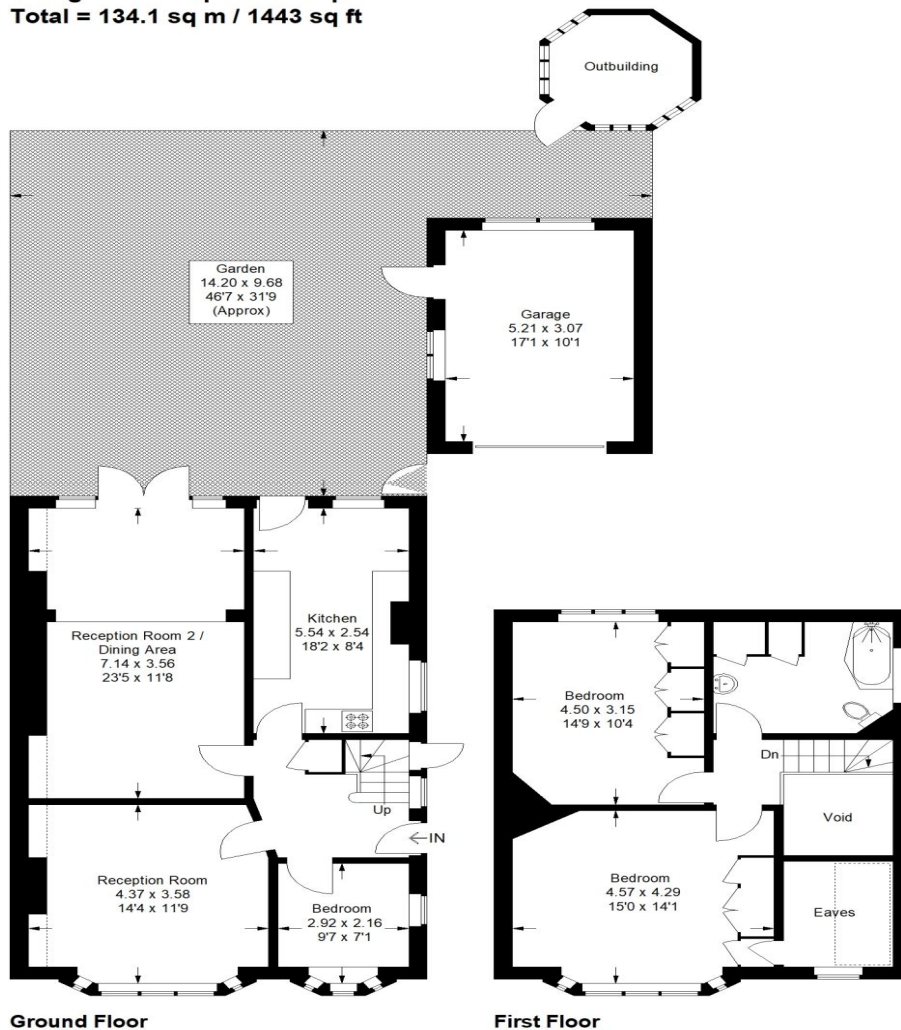 Total = 134.1 sq m / 1443 sq ft
Outbuilding
Garden
14.20 x 9.68
46'7 x 31'9
(Approx)
Garage
5.21 x 3.07
17'1 x 10'1
Kitchen
5.54 x 2.54
18'2 x 8'4
Reception Room 2 /
Dining Area
7.14 x 3.56
23'5 x 11'8
Up
IN
Reception Room
4.37 x 3.58
14'4 x 11'9
Bedroom
2.92 x 2.16
9'7 x 7'1
Ground Floor
Bedroom
4.50 x 3.15
14'9 x 10'4
Dn
Void
Bedroom
4.57 x 4.29
15'0 x 14'1
Eaves
First Floor